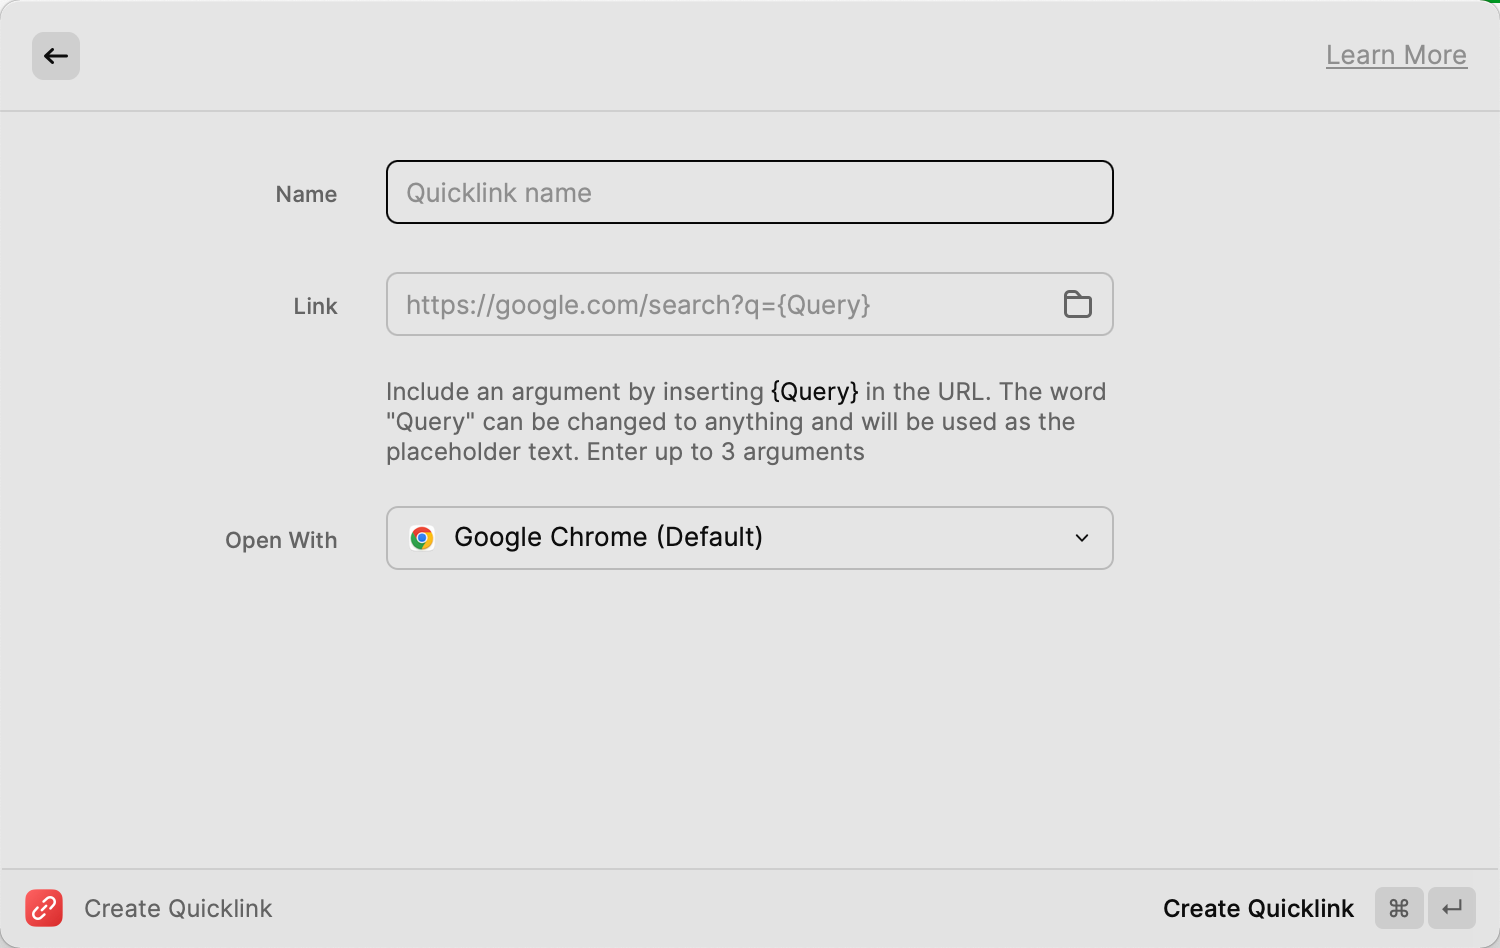 Learn More
Name
Quicklink name
Link
https://google.com/search?q={Query}
Include an argument by inserting {Query} in the URL. The word
"Query" can be changed to anything and will be used as the
placeholder text. Enter up to 3 arguments
Open With
Google Chrome (Default)
Create Quicklink
Create Quicklink ⌘ ↵